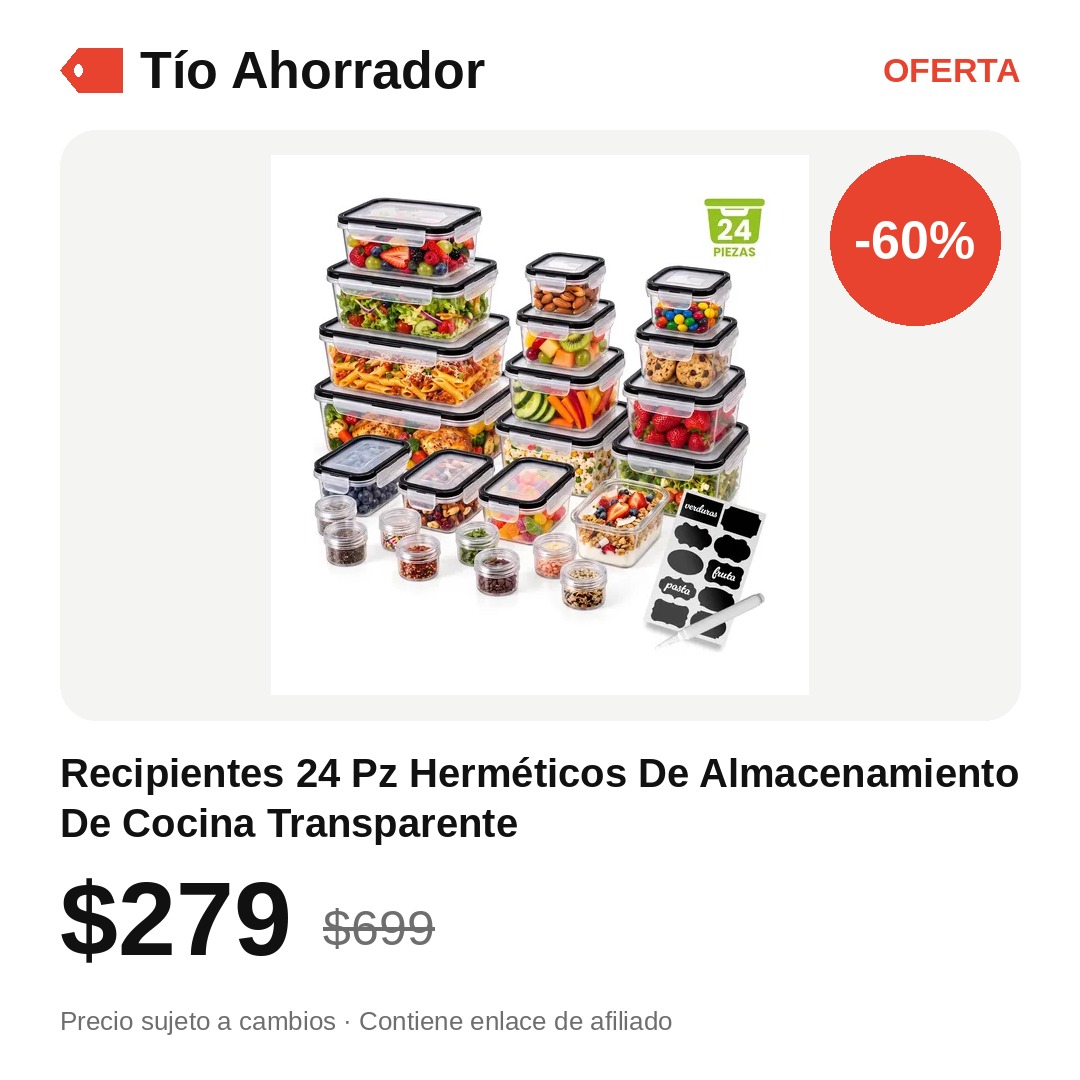 Tío Ahorrador
OFERTA
-60%
24
PIEZAS
verduras
fruta
pasta
Recipientes 24 Pz Herméticos De Almacenamiento
De Cocina Transparente
$279 $699
Precio sujeto a cambios · Contiene enlace de afiliado